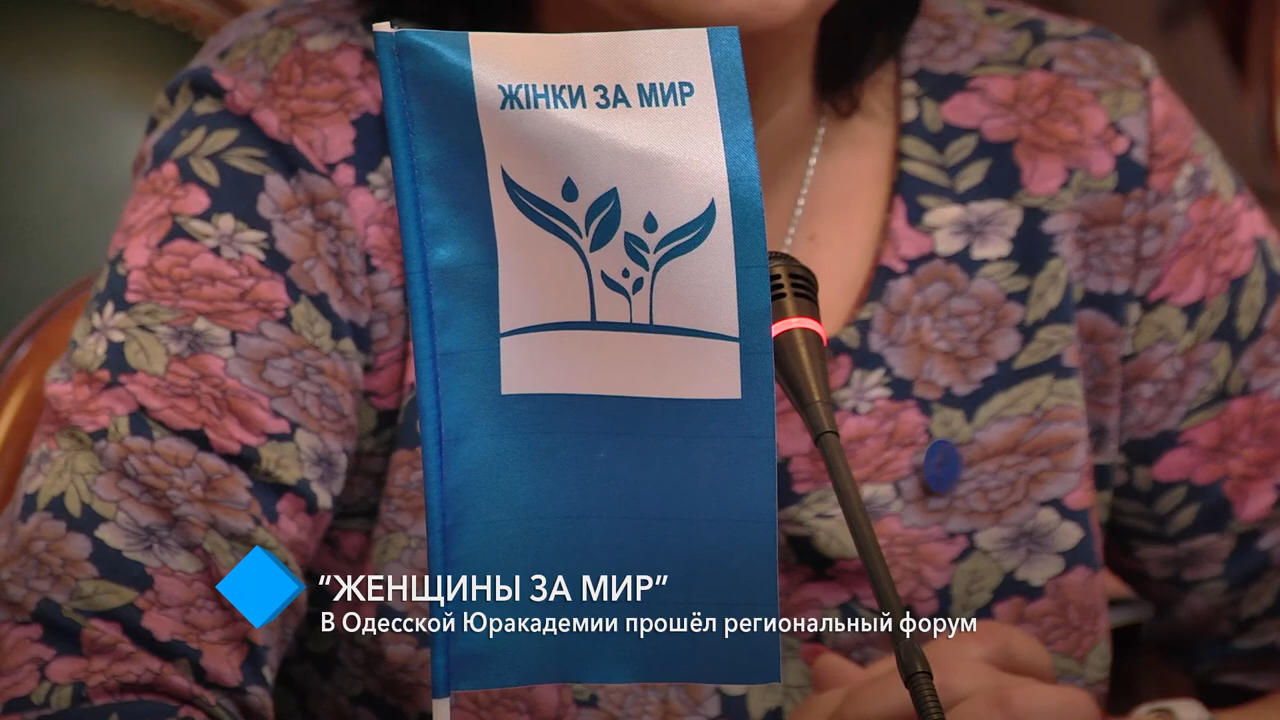 ЖІНКИ ЗА МИР
“ЖЕНЩИНЫ ЗА МИР”
В Одесской Юракадемии прошёл региональный форум